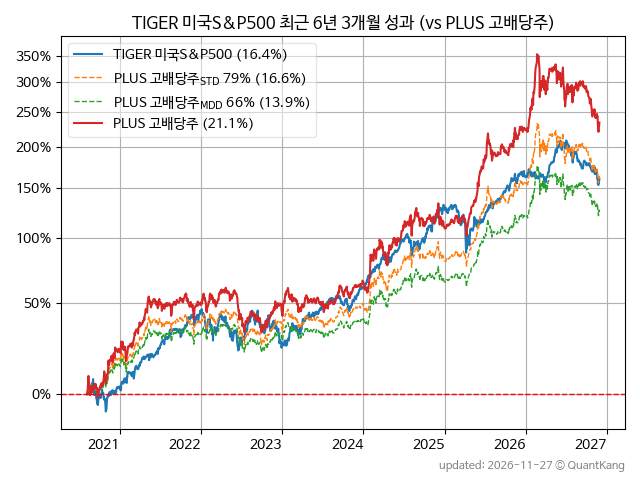 TIGER 미국S&P500 최근 6년 3개월 성과 (vs PLUS 고배당주)
TIGER 미국S&P500 (16.4%)
PLUS 고배당주STD 79% (16.6%)
PLUS 고배당주MDD 66% (13.9%)
PLUS 고배당주 (21.1%)
350%
300%
250%
200%
150%
100%
50%
0%
2021 2022 2023 2024 2025 2026 2027
updated: 2026-11-27 © QuantKang